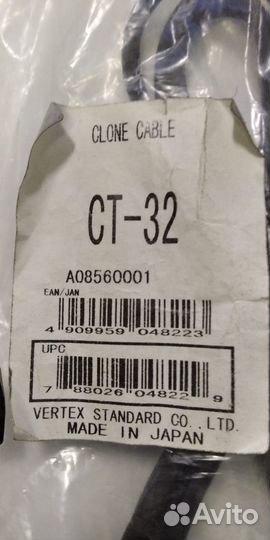 CLONE CABLE
CT-32
A08560001
EAN/JAN
4 909959 048223
UPC
7 88026 04822 9
VERTEX STANDARD CO., LTD.
MADE IN JAPAN
Avito